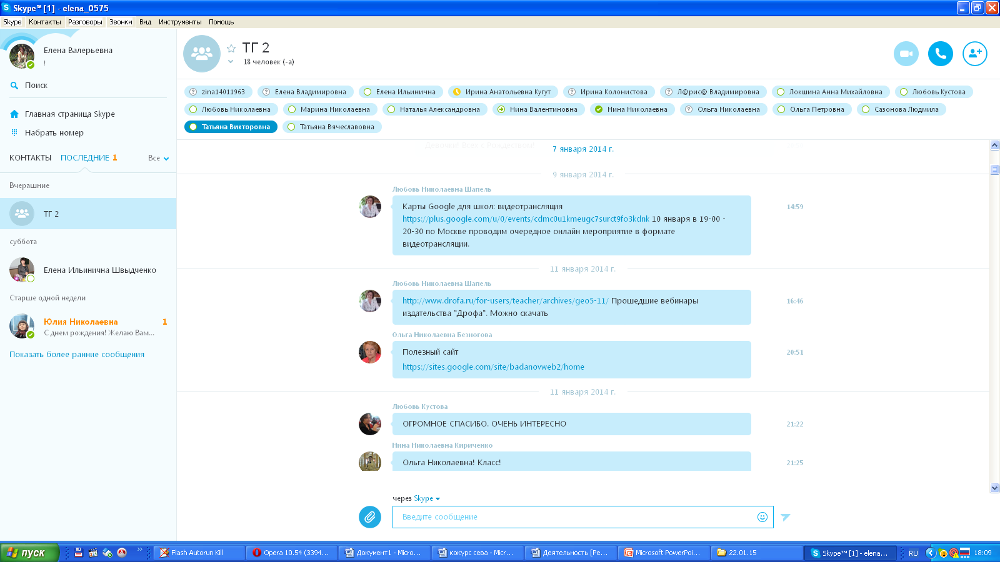 Skype™ [1] - elena_0575
Skype Контакты Разговоры Звонки Вид Инструменты Помощь
Елена Валерьевна
!
Поиск
Главная страница Skype
Набрать номер
КОНТАКТЫ ПОСЛЕДНИЕ 1 Все
Вчерашние
ТГ 2
суббота
Елена Ильинична Швыдченко
Старше одной недели
Юлия Николаевна 1
С днем рождения! Желаю Вам...
Показать более ранние сообщения
ТГ 2
18 человек (-а)
zina14011963 Елена Владимировна Елена Ильинична Ирина Анатольевна Кугут Ирина Колонистова Л@рис@ Владимировна Локшина Анна Михайловна Любовь Кустова
Любовь Николаевна Марина Николаевна Наталья Александровна Нина Валентиновна Нина Николаевна Ольга Николаевна Ольга Петровна Сазонова Людмила
Татьяна Викторовна Татьяна Вячеславовна
7 января 2014 г.
9 января 2014 г.
Любовь Николаевна Шапель
Карты Google для школ: видеотрансляция 14:59
https://plus.google.com/u/0/events/cdmc0u1kmeugc7surct9fo3kdnk 10 января в 19-00 -
20-30 по Москве проводим очередное онлайн мероприятие в формате
видеотрансляции.
11 января 2014 г.
Любовь Николаевна Шапель
http://www.drofa.ru/for-users/teacher/archives/geo5-11/ Прошедшие вебинары 16:46
издательства "Дрофа". Можно скачать
Ольга Николаевна Безногова
Полезный сайт 20:51
https://sites.google.com/site/badanovweb2/home
11 января 2014 г.
Любовь Кустова
ОГРОМНОЕ СПАСИБО. ОЧЕНЬ ИНТЕРЕСНО 21:22
Нина Николаевна Кириченко
Ольга Николаевна! Класс! 21:25
через Skype
Введите сообщение
пуск Flash Autorun Kill Opera 10.54 (3394... Документ1 - Micro... кокурс сева - Micr... Деятельность [Ре... Microsoft PowerPoi... 22.01.15 Skype™ [1] - elena... RU 18:09